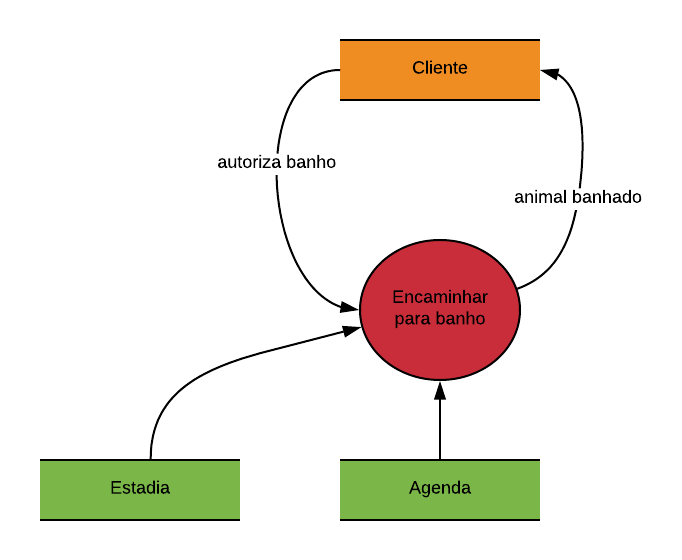 Cliente
autoriza banho
animal banhado
Encaminhar
para banho
Estadia
Agenda